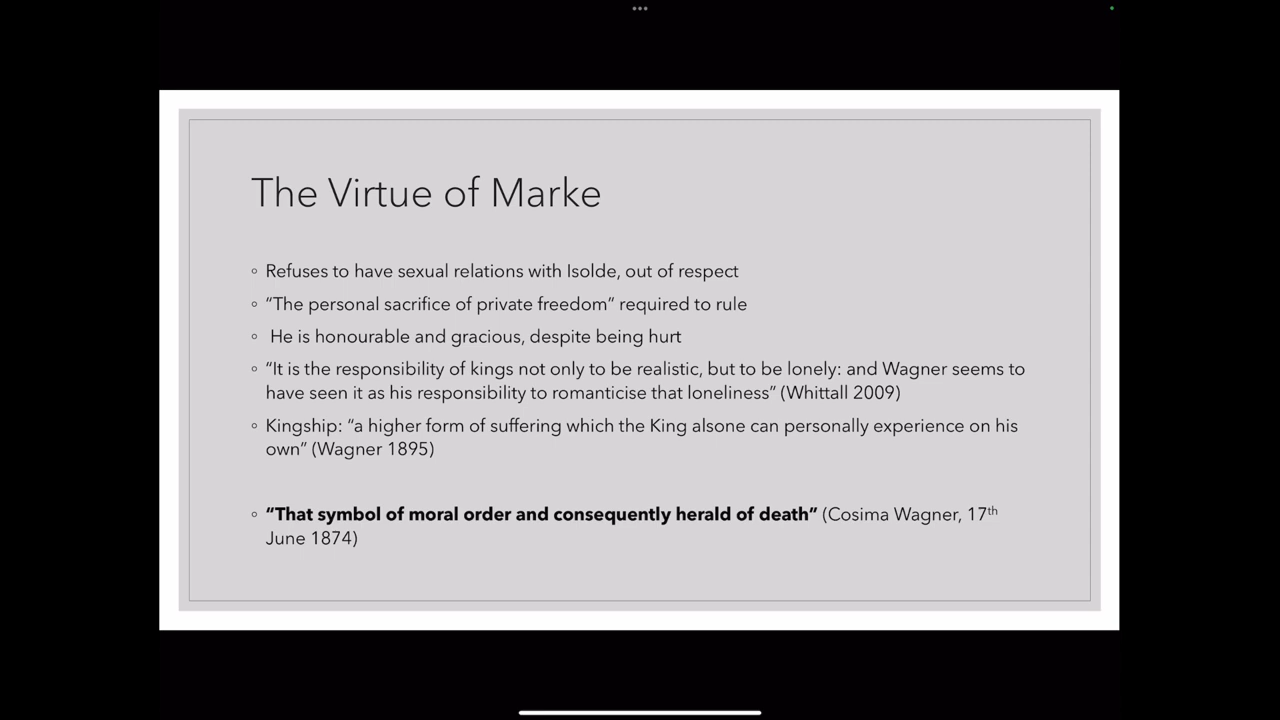 The Virtue of Marke
◦ Refuses to have sexual relations with Isolde, out of respect
◦ “The personal sacrifice of private freedom” required to rule
◦ He is honourable and gracious, despite being hurt
◦ “It is the responsibility of kings not only to be realistic, but to be lonely: and Wagner seems to
have seen it as his responsibility to romanticise that loneliness” (Whittall 2009)
◦ Kingship: “a higher form of suffering which the King alsone can personally experience on his
own” (Wagner 1895)
◦ “That symbol of moral order and consequently herald of death” (Cosima Wagner, 17th
June 1874)